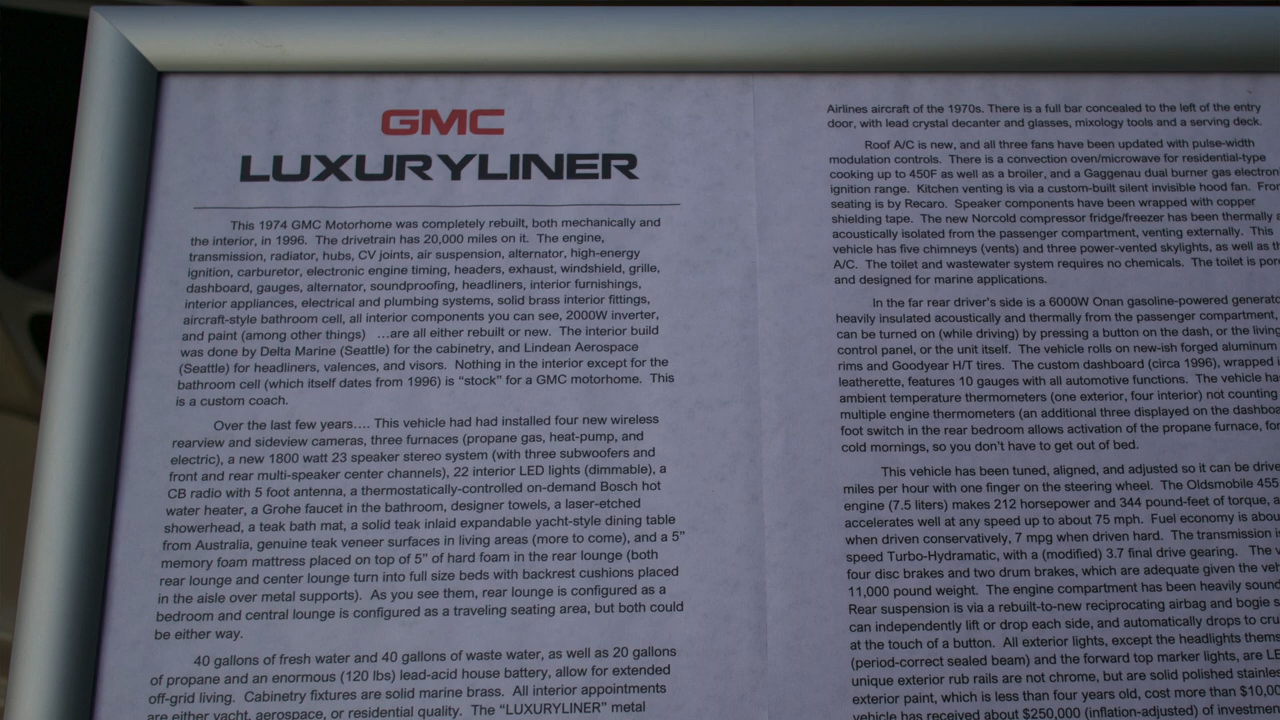 GMC
LUXURYLINER
This 1974 GMC Motorhome was completely rebuilt, both mechanically and
the interior, in 1996. The drivetrain has 20,000 miles on it. The engine,
transmission, radiator, hubs, CV joints, air suspension, alternator, high-energy
ignition, carburetor, electronic engine timing, headers, exhaust, windshield, grille,
dashboard, gauges, alternator, soundproofing, headliners, interior furnishings,
interior appliances, electrical and plumbing systems, solid brass interior fittings,
aircraft-style bathroom cell, all interior components you can see, 2000W inverter,
and paint (among other things) ...are all either rebuilt or new. The interior build
was done by Delta Marine (Seattle) for the cabinetry, and Lindean Aerospace
(Seattle) for headliners, valences, and visors. Nothing in the interior except for the
bathroom cell (which itself dates from 1996) is “stock” for a GMC motorhome. This
is a custom coach.
Over the last few years.... This vehicle had had installed four new wireless
rearview and sideview cameras, three furnaces (propane gas, heat-pump, and
electric), a new 1800 watt 23 speaker stereo system (with three subwoofers and
front and rear multi-speaker center channels), 22 interior LED lights (dimmable), a
CB radio with 5 foot antenna, a thermostatically-controlled on-demand Bosch hot
water heater, a Grohe faucet in the bathroom, designer towels, a laser-etched
showerhead, a teak bath mat, a solid teak inlaid expandable yacht-style dining table
from Australia, genuine teak veneer surfaces in living areas (more to come), and a 5”
memory foam mattress placed on top of 5” of hard foam in the rear lounge (both
rear lounge and center lounge turn into full size beds with backrest cushions placed
in the aisle over metal supports). As you see them, rear lounge is configured as a
bedroom and central lounge is configured as a traveling seating area, but both could
be either way.
40 gallons of fresh water and 40 gallons of waste water, as well as 20 gallons
of propane and an enormous (120 lbs) lead-acid house battery, allow for extended
off-grid living. Cabinetry fixtures are solid marine brass. All interior appointments
are either yacht, aerospace, or residential quality. The “LUXURYLINER” metal
Airlines aircraft of the 1970s. There is a full bar concealed to the left of the entry
door, with lead crystal decanter and glasses, mixology tools and a serving deck.
Roof A/C is new, and all three fans have been updated with pulse-width
modulation controls. There is a convection oven/microwave for residential-type
cooking up to 450F as well as a broiler, and a Gaggenau dual burner gas electron
ignition range. Kitchen venting is via a custom-built silent invisible hood fan. Fron
seating is by Recaro. Speaker components have been wrapped with copper
shielding tape. The new Norcold compressor fridge/freezer has been thermally a
acoustically isolated from the passenger compartment, venting externally. This
vehicle has five chimneys (vents) and three power-vented skylights, as well as th
A/C. The toilet and wastewater system requires no chemicals. The toilet is porc
and designed for marine applications.
In the far rear driver's side is a 6000W Onan gasoline-powered generato
heavily insulated acoustically and thermally from the passenger compartment,
can be turned on (while driving) by pressing a button on the dash, or the living
control panel, or the unit itself. The vehicle rolls on new-ish forged aluminum
rims and Goodyear H/T tires. The custom dashboard (circa 1996), wrapped i
leatherette, features 10 gauges with all automotive functions. The vehicle ha
ambient temperature thermometers (one exterior, four interior) not counting
multiple engine thermometers (an additional three displayed on the dashboa
foot switch in the rear bedroom allows activation of the propane furnace, for
cold mornings, so you don't have to get out of bed.
This vehicle has been tuned, aligned, and adjusted so it can be drive
miles per hour with one finger on the steering wheel. The Oldsmobile 455
engine (7.5 liters) makes 212 horsepower and 344 pound-feet of torque, a
accelerates well at any speed up to about 75 mph. Fuel economy is abou
when driven conservatively, 7 mpg when driven hard. The transmission is
speed Turbo-Hydramatic, with a (modified) 3.7 final drive gearing. The v
four disc brakes and two drum brakes, which are adequate given the veh
11,000 pound weight. The engine compartment has been heavily sound
Rear suspension is via a rebuilt-to-new reciprocating airbag and bogie s
can independently lift or drop each side, and automatically drops to cru
at the touch of a button. All exterior lights, except the headlights thems
(period-correct sealed beam) and the forward top marker lights, are LE
unique exterior rub rails are not chrome, but are solid polished stainles
exterior paint, which is less than four years old, cost more than $10,00
vehicle has received about $250,000 (inflation-adjusted) of investmen